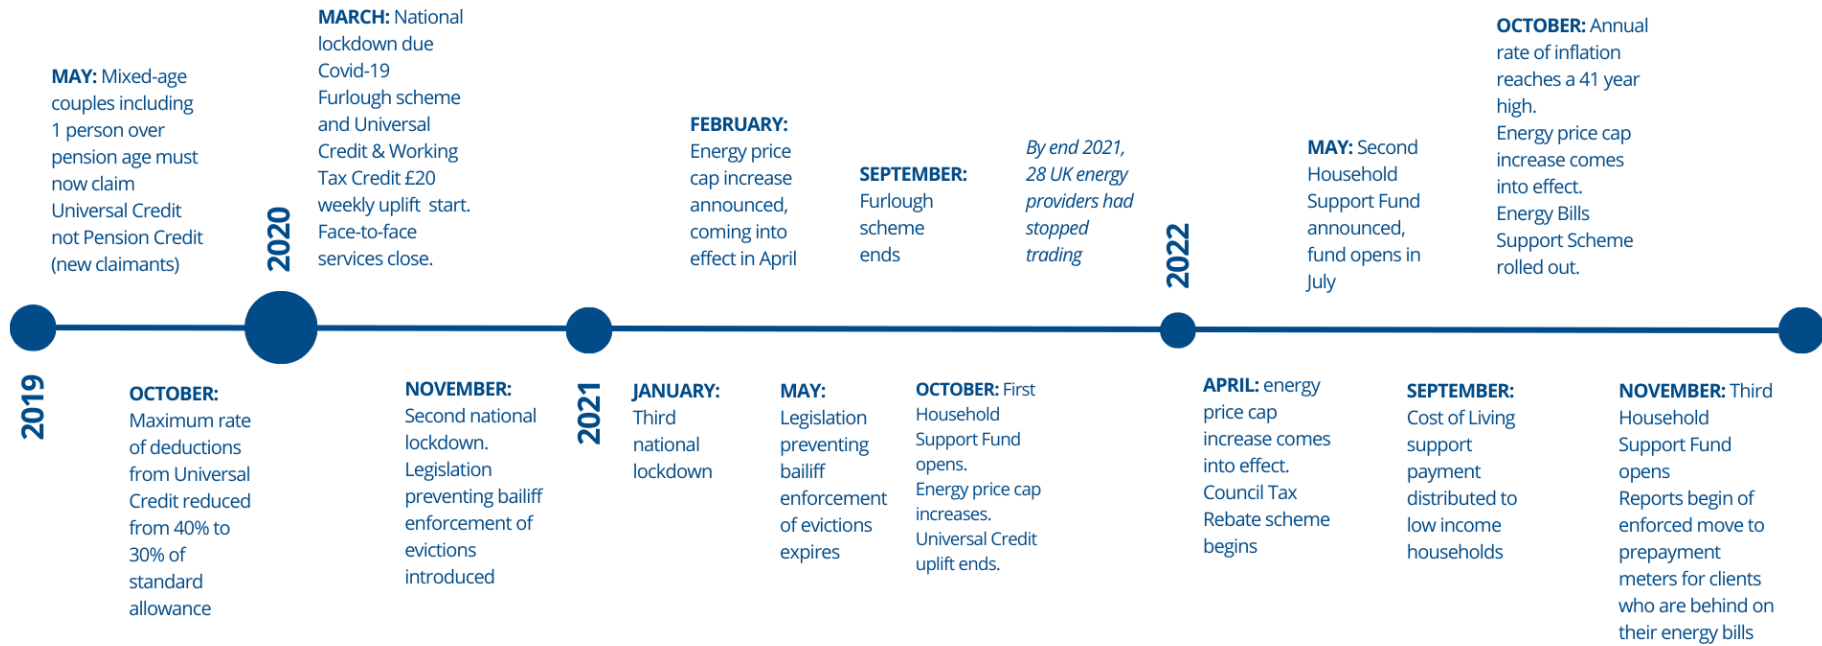 2019
MAY: Mixed-age
couples including
1 person over
pension age must
now claim
Universal Credit
not Pension Credit
(new claimants)
OCTOBER:
Maximum rate
of deductions
from Universal
Credit reduced
from 40% to
30% of
standard
allowance
2020
MARCH: National
lockdown due
Covid-19
Furlough scheme
and Universal
Credit & Working
Tax Credit £20
weekly uplift start.
Face-to-face
services close.
NOVEMBER:
Second national
lockdown.
Legislation
preventing bailiff
enforcement of
evictions
introduced
2021
JANUARY:
Third
national
lockdown
FEBRUARY:
Energy price
cap increase
announced,
coming into
effect in April
MAY:
Legislation
preventing
bailiff
enforcement
of evictions
expires
SEPTEMBER:
Furlough
scheme
ends
OCTOBER: First
Household
Support Fund
opens.
Energy price cap
increases.
Universal Credit
uplift ends.
By end 2021,
28 UK energy
providers had
stopped
trading
2022
APRIL: energy
price cap
increase comes
into effect.
Council Tax
Rebate scheme
begins
MAY: Second
Household
Support Fund
announced,
fund opens in
July
SEPTEMBER:
Cost of Living
support
payment
distributed to
low income
households
OCTOBER: Annual
rate of inflation
reaches a 41 year
high.
Energy price cap
increase comes
into effect.
Energy Bills
Support Scheme
rolled out.
NOVEMBER: Third
Household
Support Fund
opens
Reports begin of
enforced move to
prepayment
meters for clients
who are behind on
their energy bills